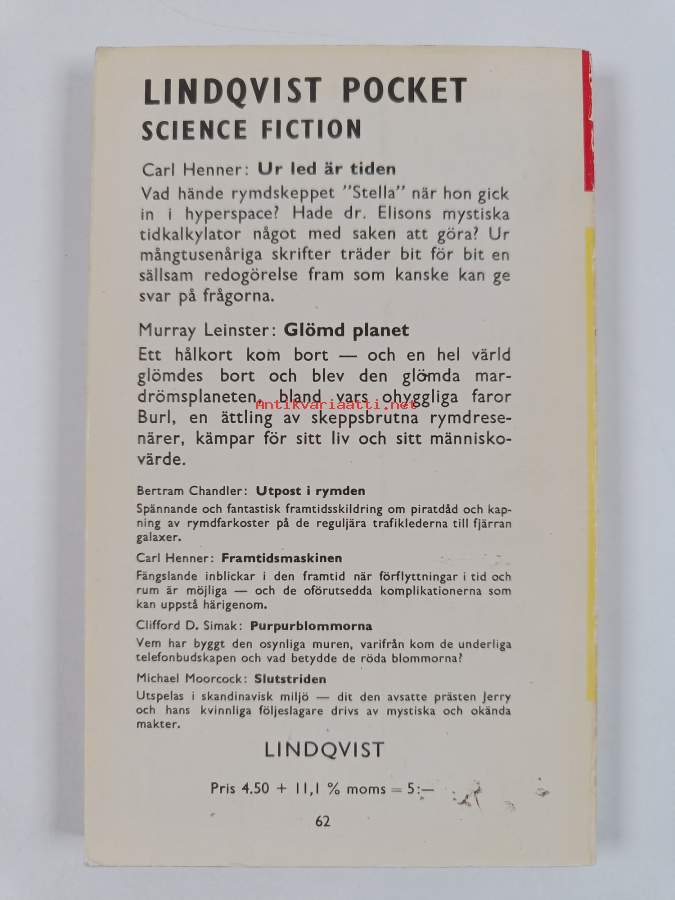 LINDQVIST POCKET
SCIENCE FICTION
Carl Henner: Ur led är tiden
Vad hände rymdskeppet ”Stella” när hon gick
in i hyperspace? Hade dr. Elisons mystiska
tidkalkylator något med saken att göra? Ur
mångtusenåriga skrifter träder bit för bit en
sällsam redogörelse fram som kanske kan ge
svar på frågorna.
Murray Leinster: Glömd planet
Ett hålkort kom bort — och en hel värld
glömdes bort och blev den glömda mar-
drömsplaneten, bland vars ohyggliga faror
Antikvariaatti.net
Burl, en ättling av skeppsbrutna rymdrese-
närer, kämpar för sitt liv och sitt människo-
värde.
Bertram Chandler: Utpost i rymden
Spännande och fantastisk framtidsskildring om piratdåd och kap-
ning av rymdfarkoster på de reguljära traf­iklederna till fjärran
galaxer.
Carl Henner: Framtidsmaskinen
Fängslande inblickar i den framtid när förflyttningar i tid och
rum är möjliga — och de oförutsedda komplikationerna som
kan uppstå härigenom.
Clifford D. Simak: Purpurblommorna
Vem har byggt den osynliga muren, varifrån kom de underliga
telefonbudskapen och vad betydde de röda blommorna?
Michael Moorcock: Slutstriden
Utspelas i skandinavisk miljö — dit den avsatte prästen Jerry
och hans kvinnliga följeslagare drivs av mystiska och okända
makter.
LINDQVIST
Pris 4.50 + 11,1 % moms = 5:—
62